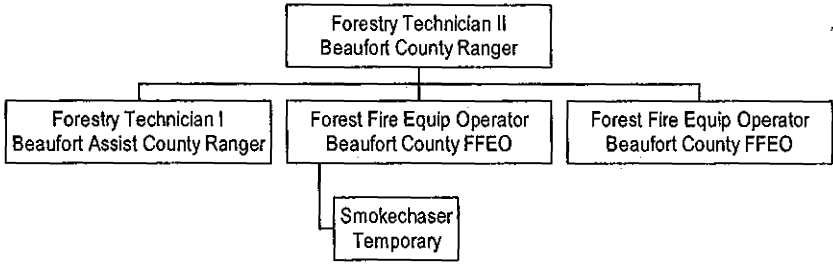 Forestry Technician II
Beaufort County Ranger
Forestry Technician I
Beaufort Assist County Ranger
Forest Fire Equip Operator
Beaufort County FFEO
Forest Fire Equip Operator
Beaufort County FFEO
Smokechaser
Temporary